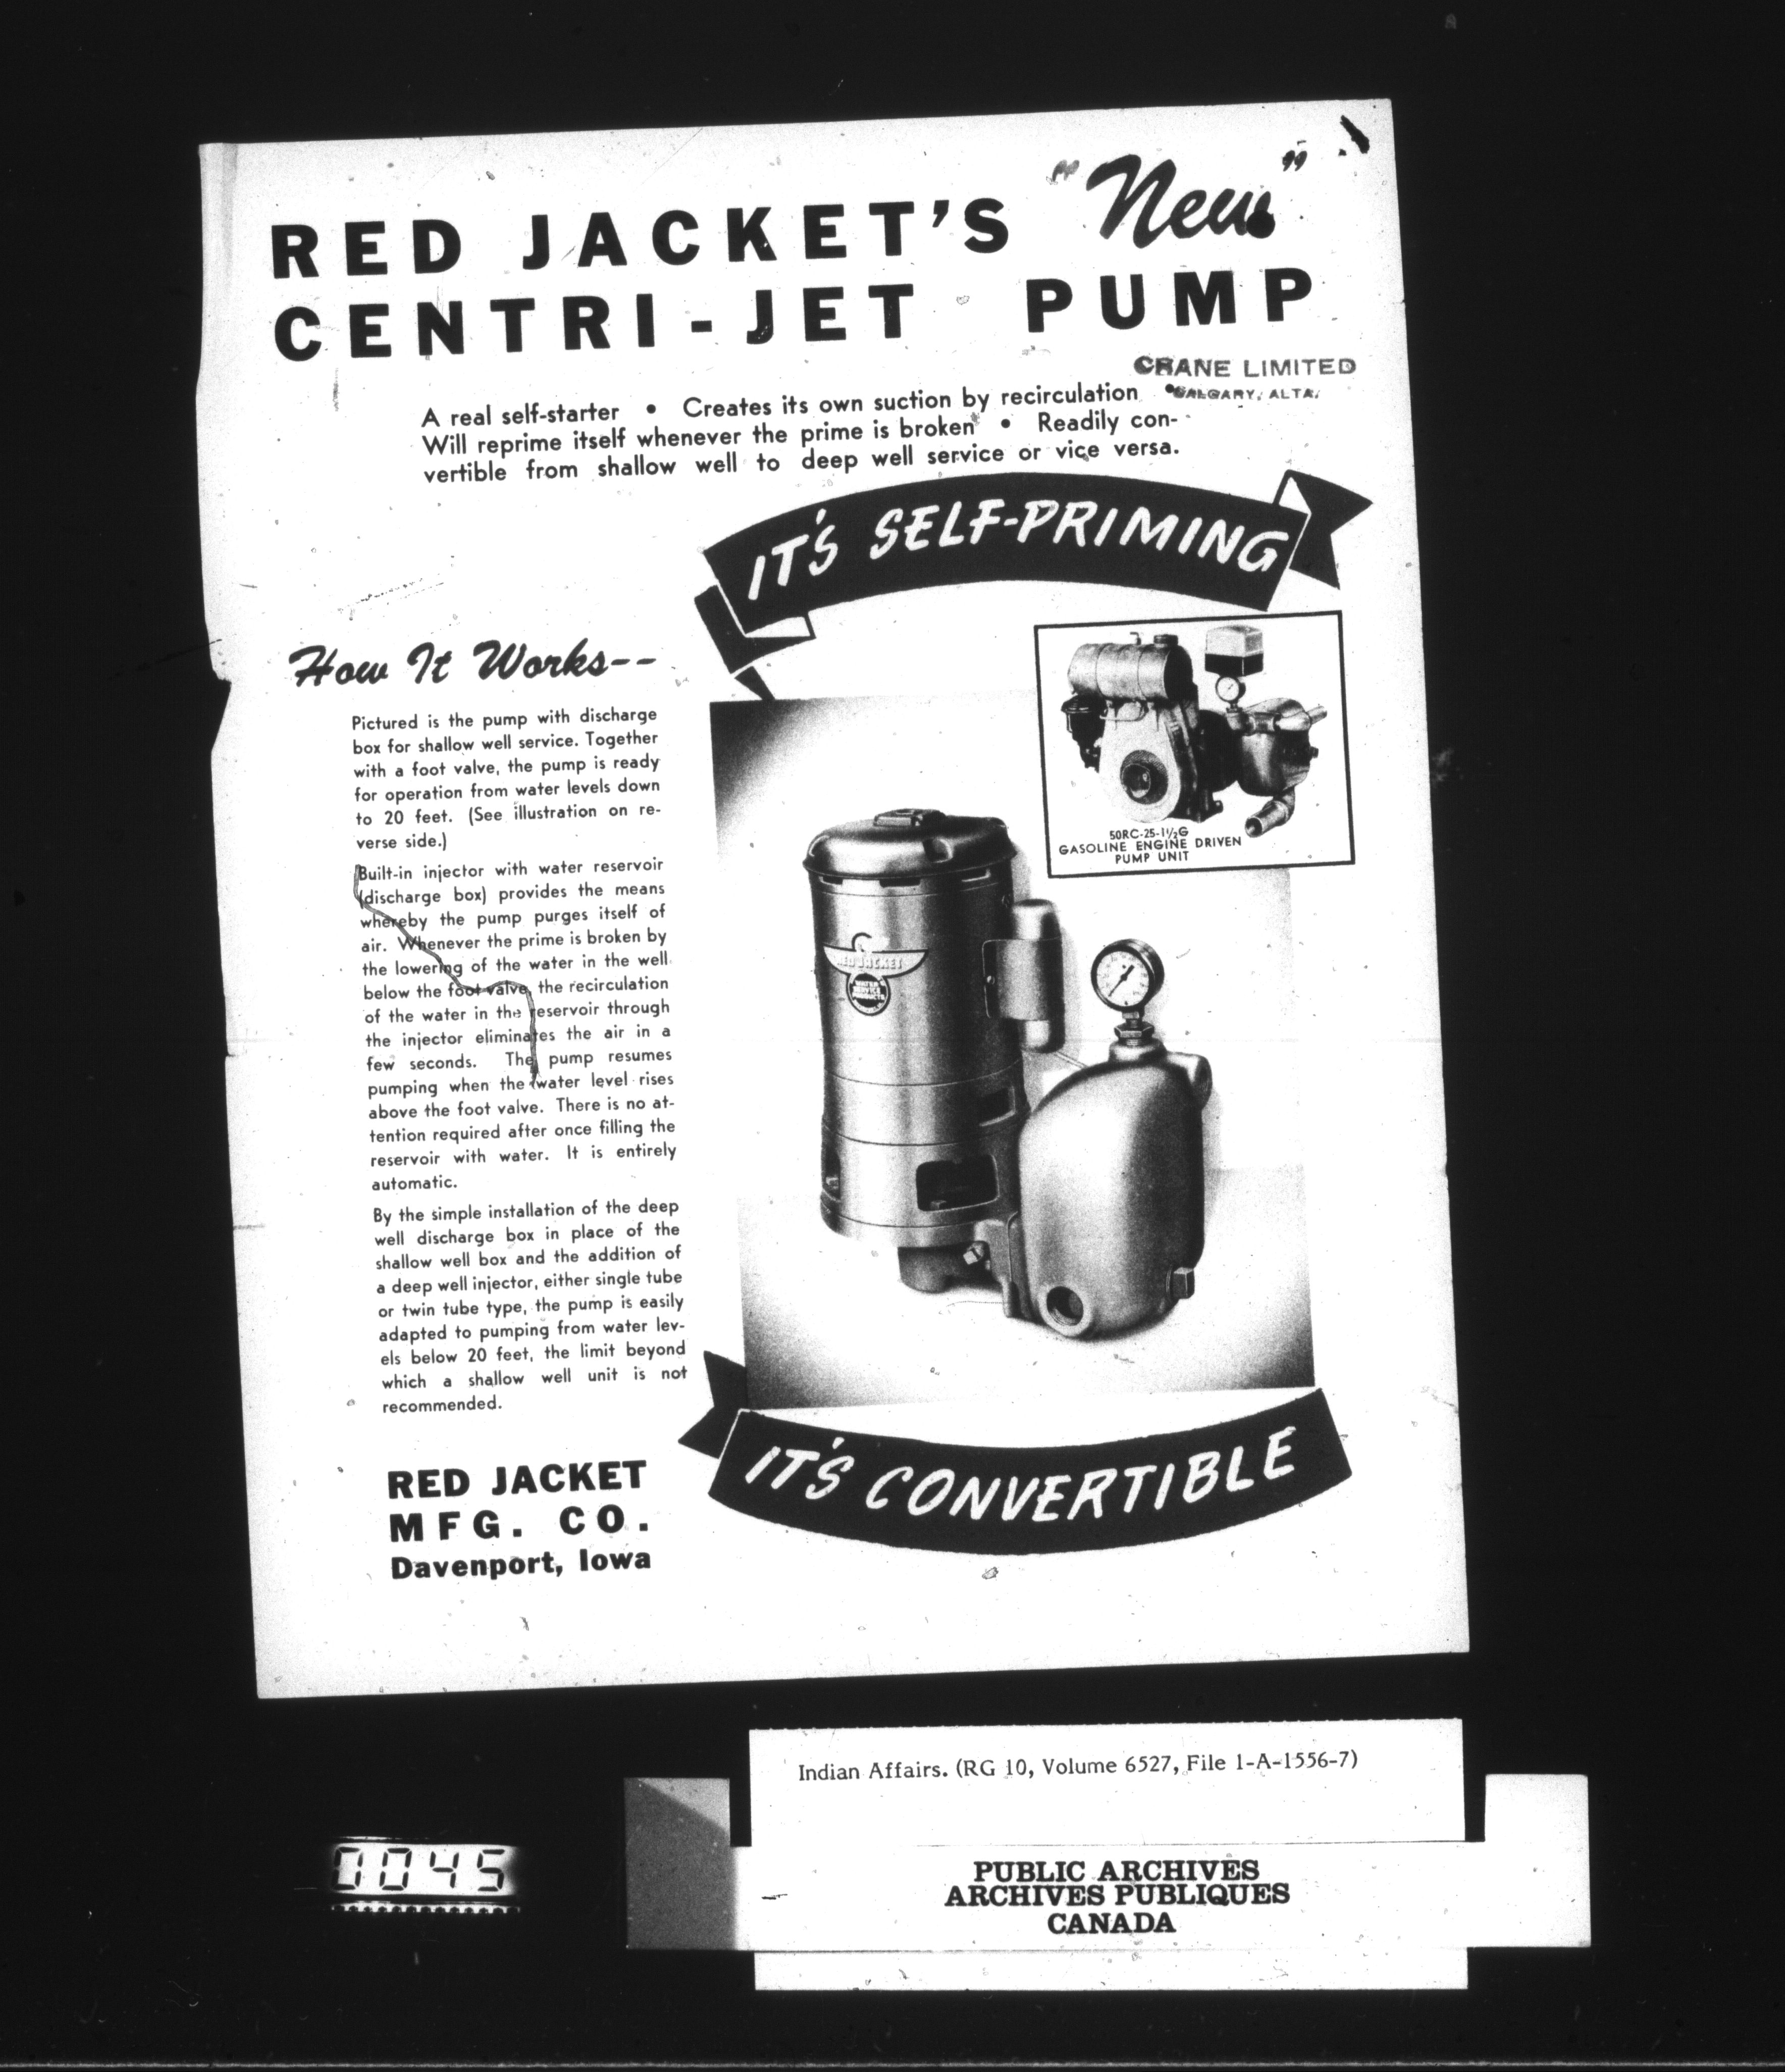 RED JACKET'S "New"
CENTRI-JET PUMP
CRANE LIMITED
CALGARY, ALTA.
A real self-starter • Creates its own suction by recirculation •
Will reprime itself whenever the prime is broken • Readily con-
vertible from shallow well to deep well service or vice versa.
IT'S SELF-PRIMING
How It Works--
Pictured is the pump with discharge
box for shallow well service. Together
with a foot valve, the pump is ready
for operation from water levels down
to 20 feet. (See illustration on re-
verse side.)
Built-in injector with water reservoir
(discharge box) provides the means
whereby the pump purges itself of
air. Whenever the prime is broken by
the lowering of the water in the well
below the foot valve, the recirculation
of the water in the reservoir through
the injector eliminates the air in a
few seconds. The pump resumes
pumping when the water level rises
above the foot valve. There is no at-
tention required after once filling the
reservoir with water. It is entirely
automatic.
By the simple installation of the deep
well discharge box in place of the
shallow well box and the addition of
a deep well injector, either single tube
or twin tube type, the pump is easily
adapted to pumping from water lev-
els below 20 feet, the limit beyond
which a shallow well unit is not
recommended.
50RC-25-1½G
GASOLINE ENGINE DRIVEN
PUMP UNIT
RED JACKET
WATER
SERVICE
PRODUCTS
IT'S CONVERTIBLE
RED JACKET
MFG. CO.
Davenport, Iowa
Indian Affairs. (RG 10, Volume 6527, File 1-A-1556-7)
0045
PUBLIC ARCHIVES
ARCHIVES PUBLIQUES
CANADA